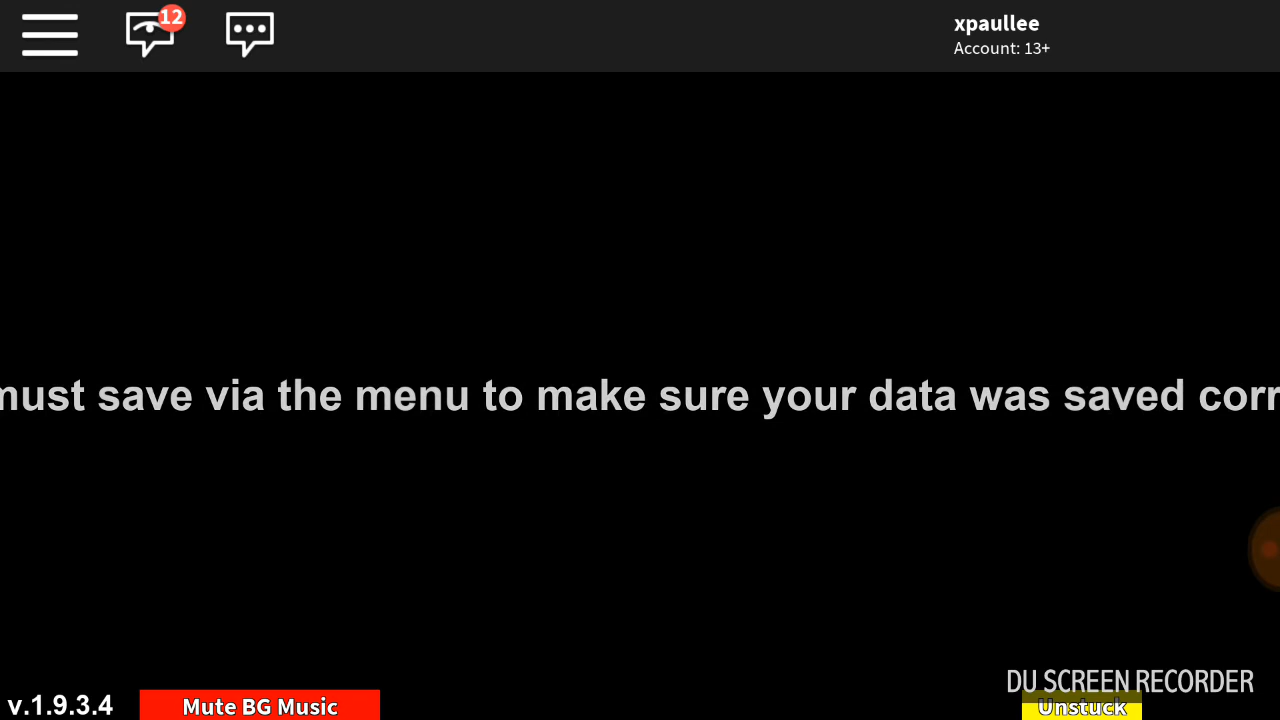 12
xpaullee
Account: 13+
must save via the menu to make sure your data was saved
DU SCREEN RECORDER
v.1.9.3.4
Mute BG Music
Unstuck